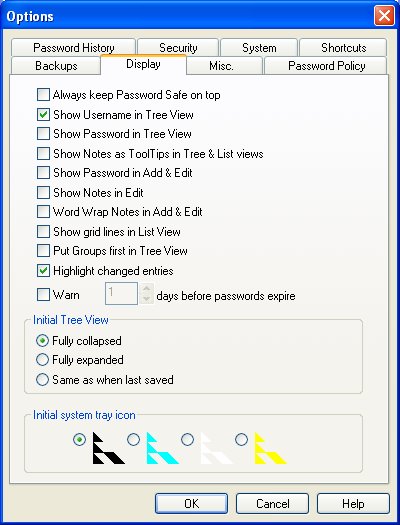 Options
Password History Security System Shortcuts
Backups Display Misc. Password Policy
Always keep Password Safe on top
Show Username in Tree View
Show Password in Tree View
Show Notes as ToolTips in Tree & List views
Show Password in Add & Edit
Show Notes in Edit
Word Wrap Notes in Add & Edit
Show grid lines in List View
Put Groups first in Tree View
Highlight changed entries
Warn 1 days before passwords expire
Initial Tree View
Fully collapsed
Fully expanded
Same as when last saved
Initial system tray icon
OK Cancel Help